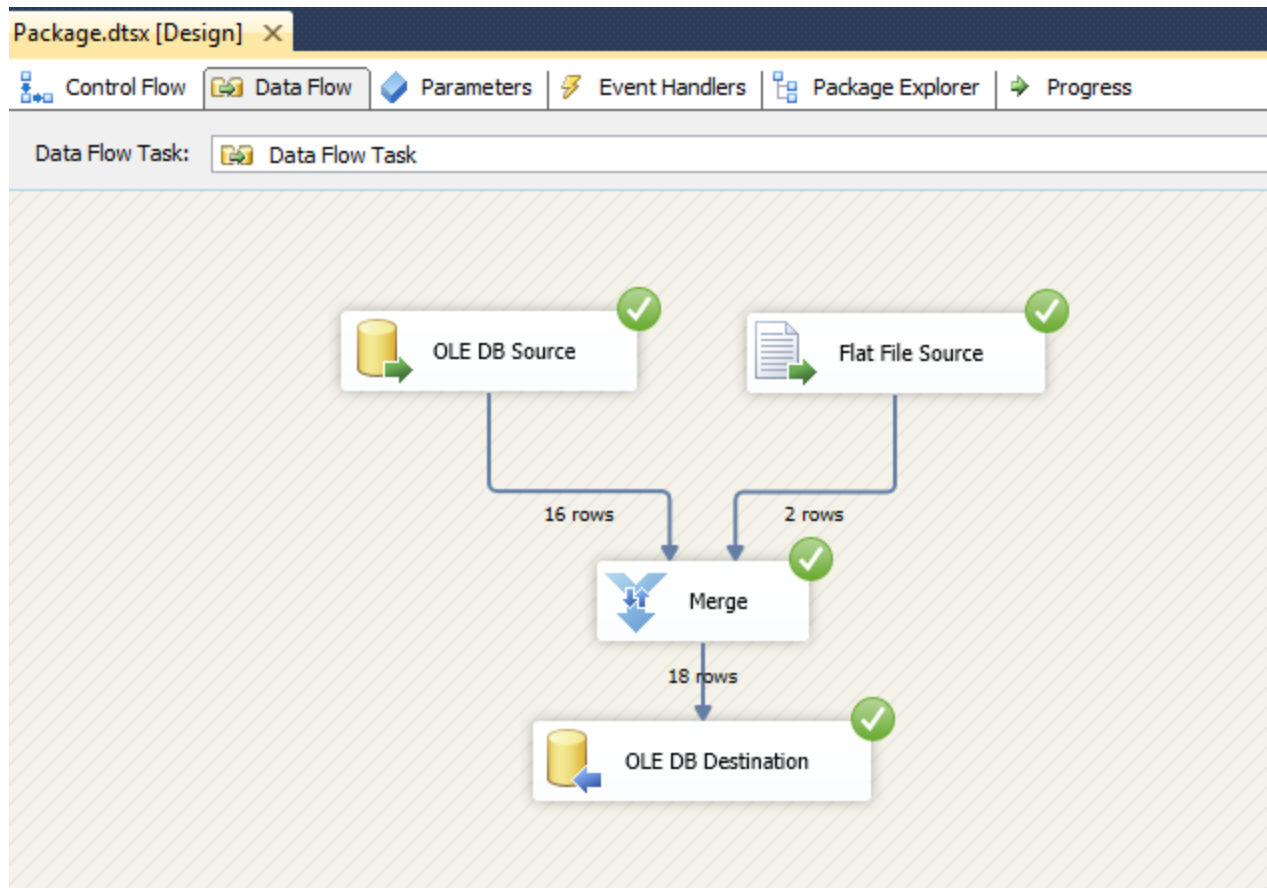 Package.dtsx [Design]
Control Flow Data Flow Parameters Event Handlers Package Explorer Progress
Data Flow Task: Data Flow Task
OLE DB Source Flat File Source
16 rows 2 rows
Merge
18 rows
OLE DB Destination